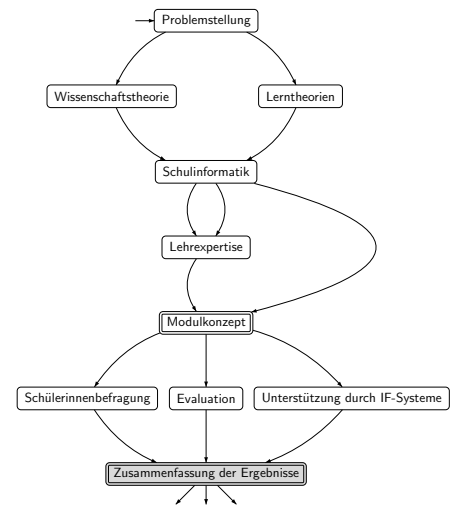 Problemstellung
Wissenschaftstheorie
Lerntheorien
Schulinformatik
Lehrexpertise
Modulkonzept
Schülerinnenbefragung
Evaluation
Unterstützung durch IF-Systeme
Zusammenfassung der Ergebnisse